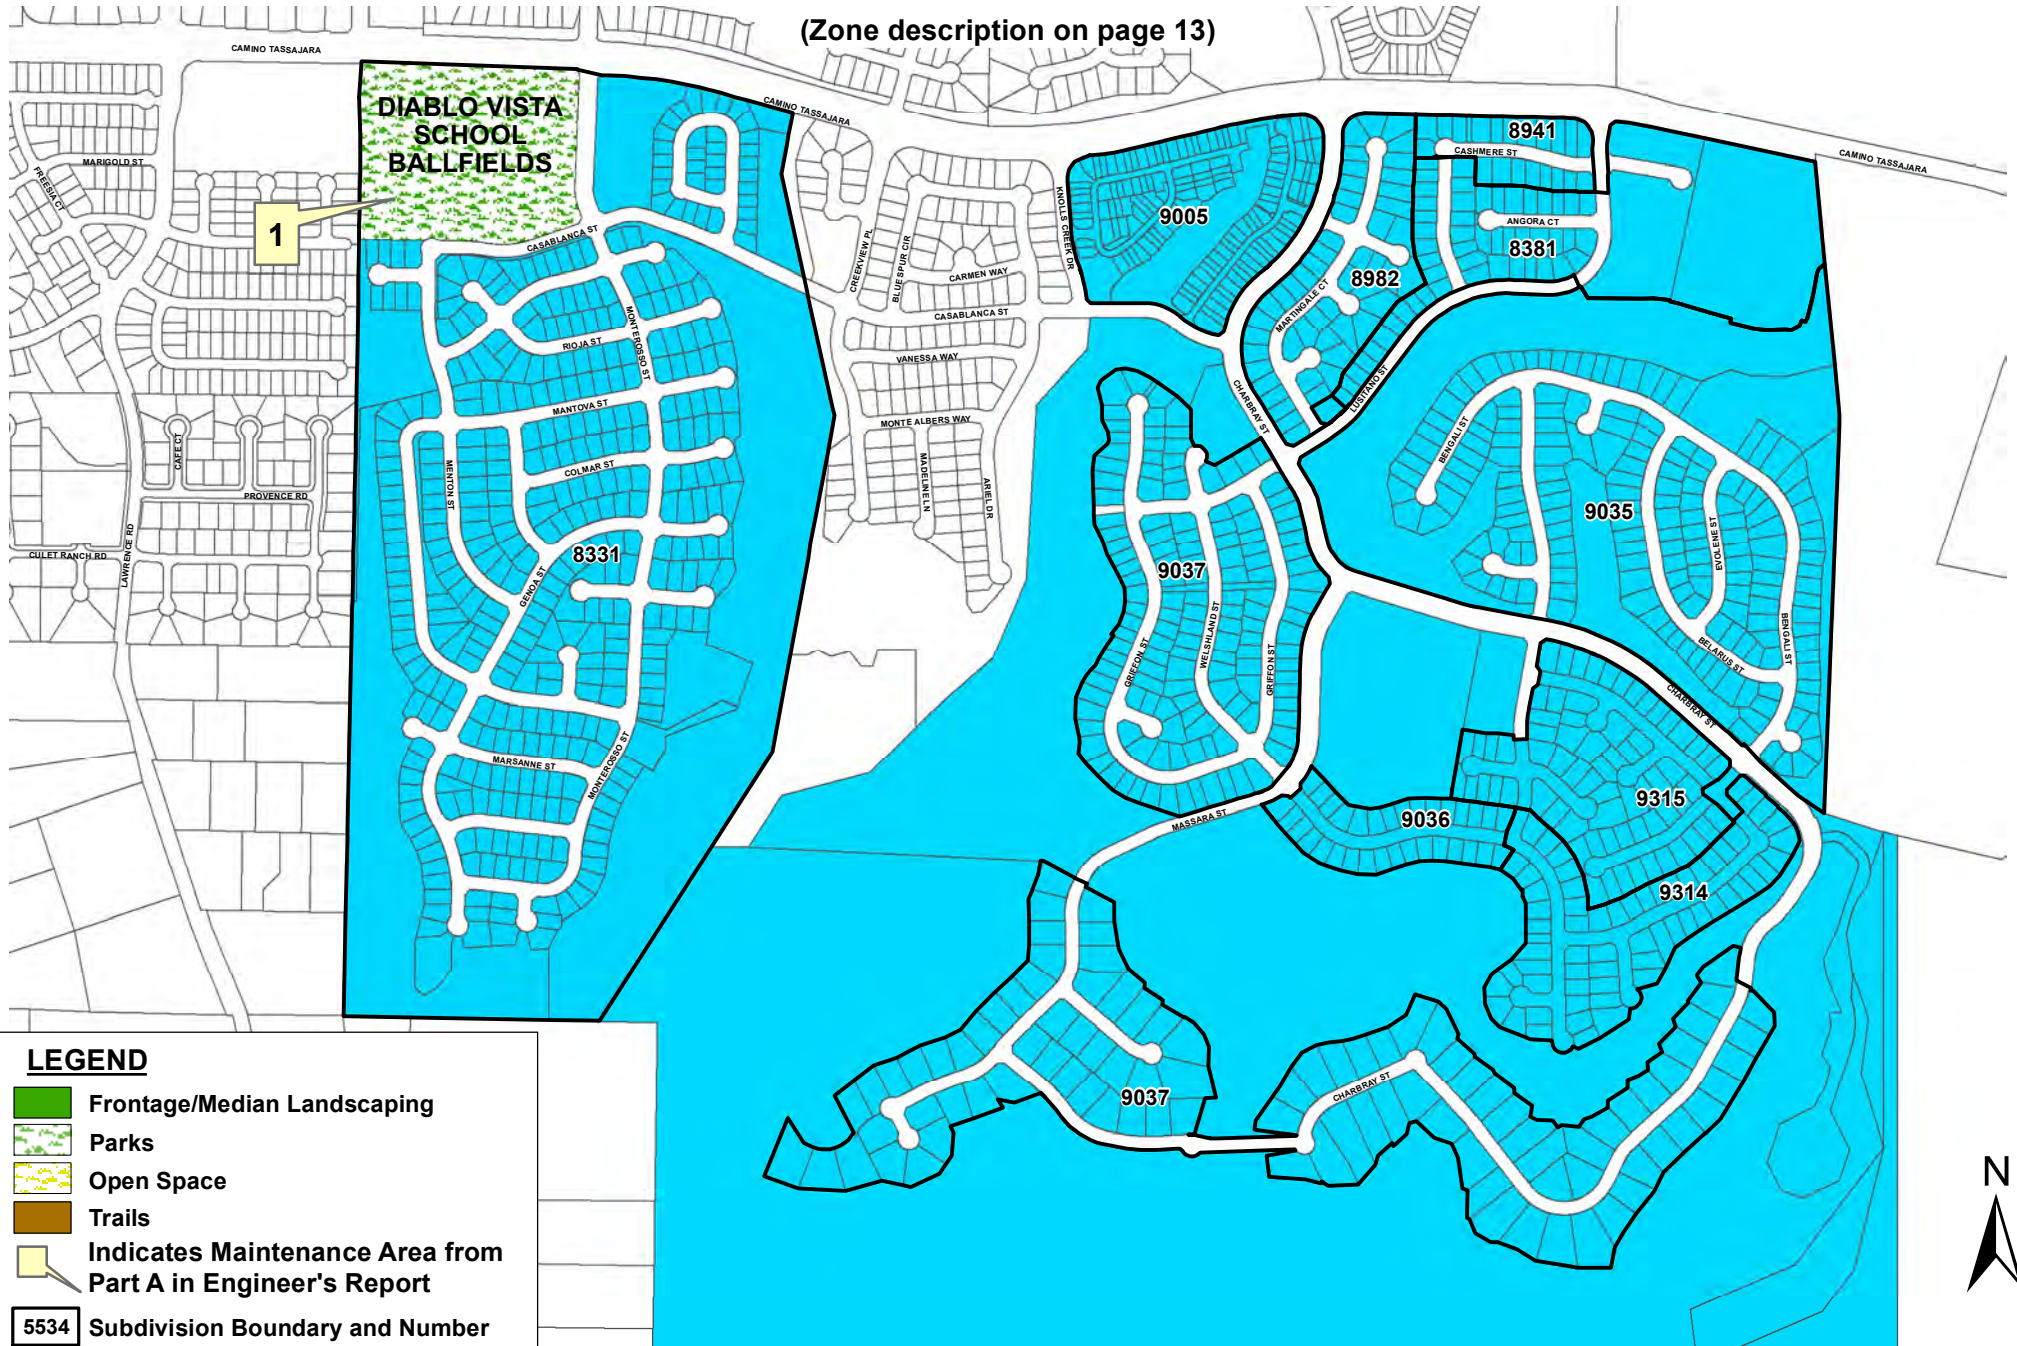 (Zone description on page 13)
CAMINO TASSAJARA
DIABLO VISTA
SCHOOL
BALLFIELDS
CAMINO TASSAJARA
8941
CASHMERE ST
CAMINO TASSAJARA
MARIGOLD ST
FREESIA CT
1
CASABLANCA ST
KNOLLS CREEK DR
9005
ANGORA CT
8381
8982
MARTINGALE CT
CREEKVIEW PL
BLUE SPUR CIR
CARMEN WAY
CASABLANCA ST
VANESSA WAY
MONTE ALBERS WAY
MADELINE LN
ARIEL DR
RIOJA ST
MONTEROSSO ST
MANTOVA ST
COLMAR ST
MENTON ST
GENOA ST
8331
MARSANNE ST
MONTEROSSO ST
CAFE CT
PROVENCE RD
CULET RANCH RD
LAWRENCE RD
CHARBRAY ST
LUSITANO ST
BENGALI ST
9035
EVOLENE ST
BELARUS ST
BENGALI ST
9037
GRIFFON ST
WELSHLAND ST
GRIFFON ST
CHARBRAY ST
9315
9036
MASSARA ST
9314
9037
CHARBRAY ST
N
LEGEND
Frontage/Median Landscaping
Parks
Open Space
Trails
Indicates Maintenance Area from
Part A in Engineer's Report
5534 Subdivision Boundary and Number